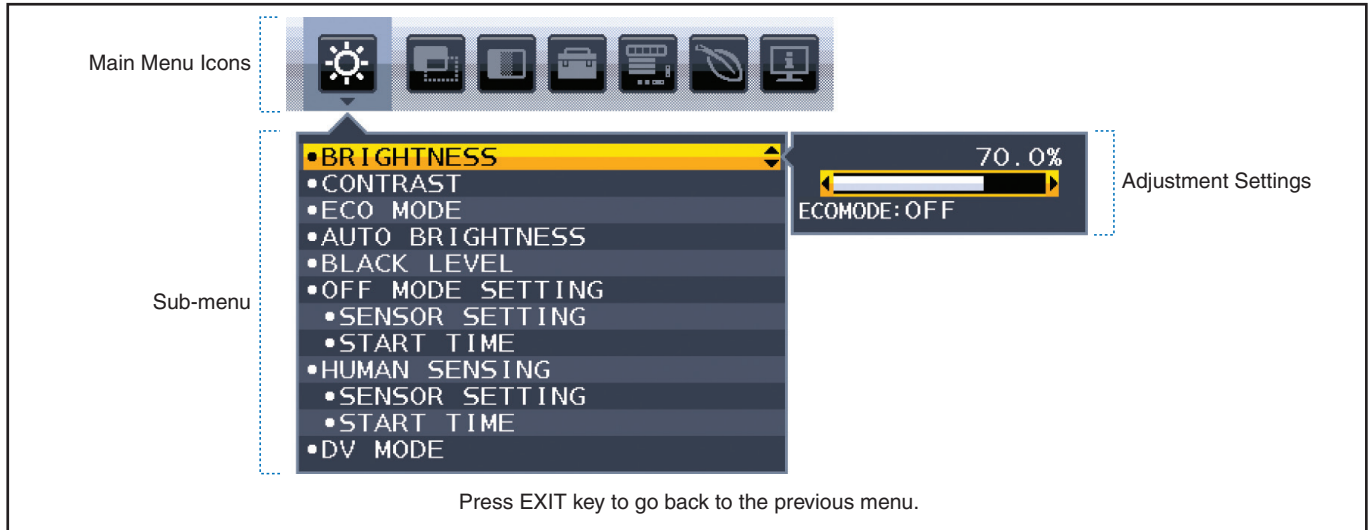 Main Menu Icons
•BRIGHTNESS
70.0%
•CONTRAST
Adjustment Settings
•ECO MODE
ECOMODE:OFF
•AUTO BRIGHTNESS
•BLACK LEVEL
•OFF MODE SETTING
Sub-menu
•SENSOR SETTING
•START TIME
•HUMAN SENSING
•SENSOR SETTING
•START TIME
•DV MODE
Press EXIT key to go back to the previous menu.